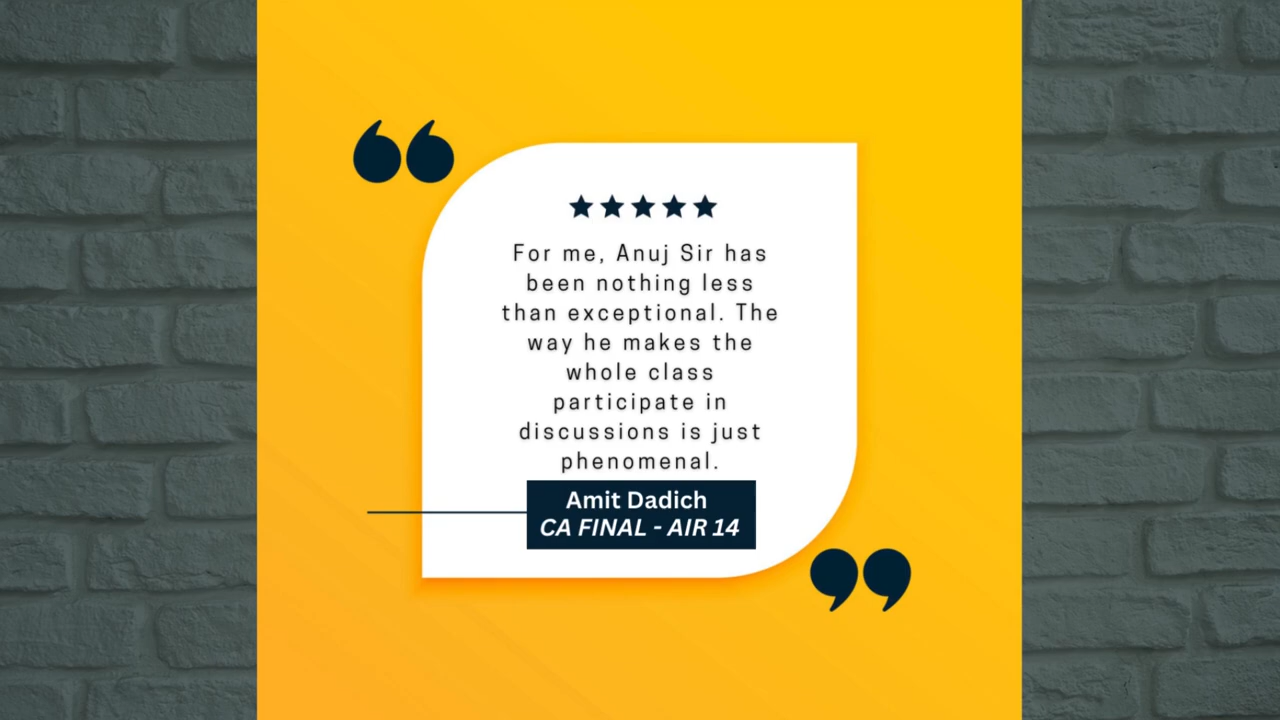 For me, Anuj Sir has
been nothing less
than exceptional. The
way he makes the
whole class
participate in
discussions is just
phenomenal.
Amit Dadich
CA FINAL - AIR 14